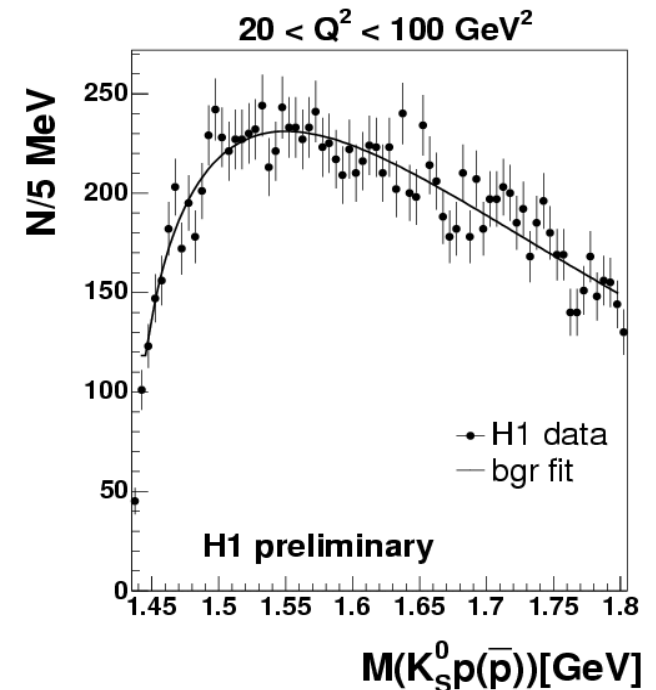 20 < Q² < 100 GeV²
N/5 MeV
250
200
150
100
50
0
H1 data
bgr fit
H1 preliminary
1.45 1.5 1.55 1.6 1.65 1.7 1.75 1.8
M(K⁰ₛp(p̅))[GeV]